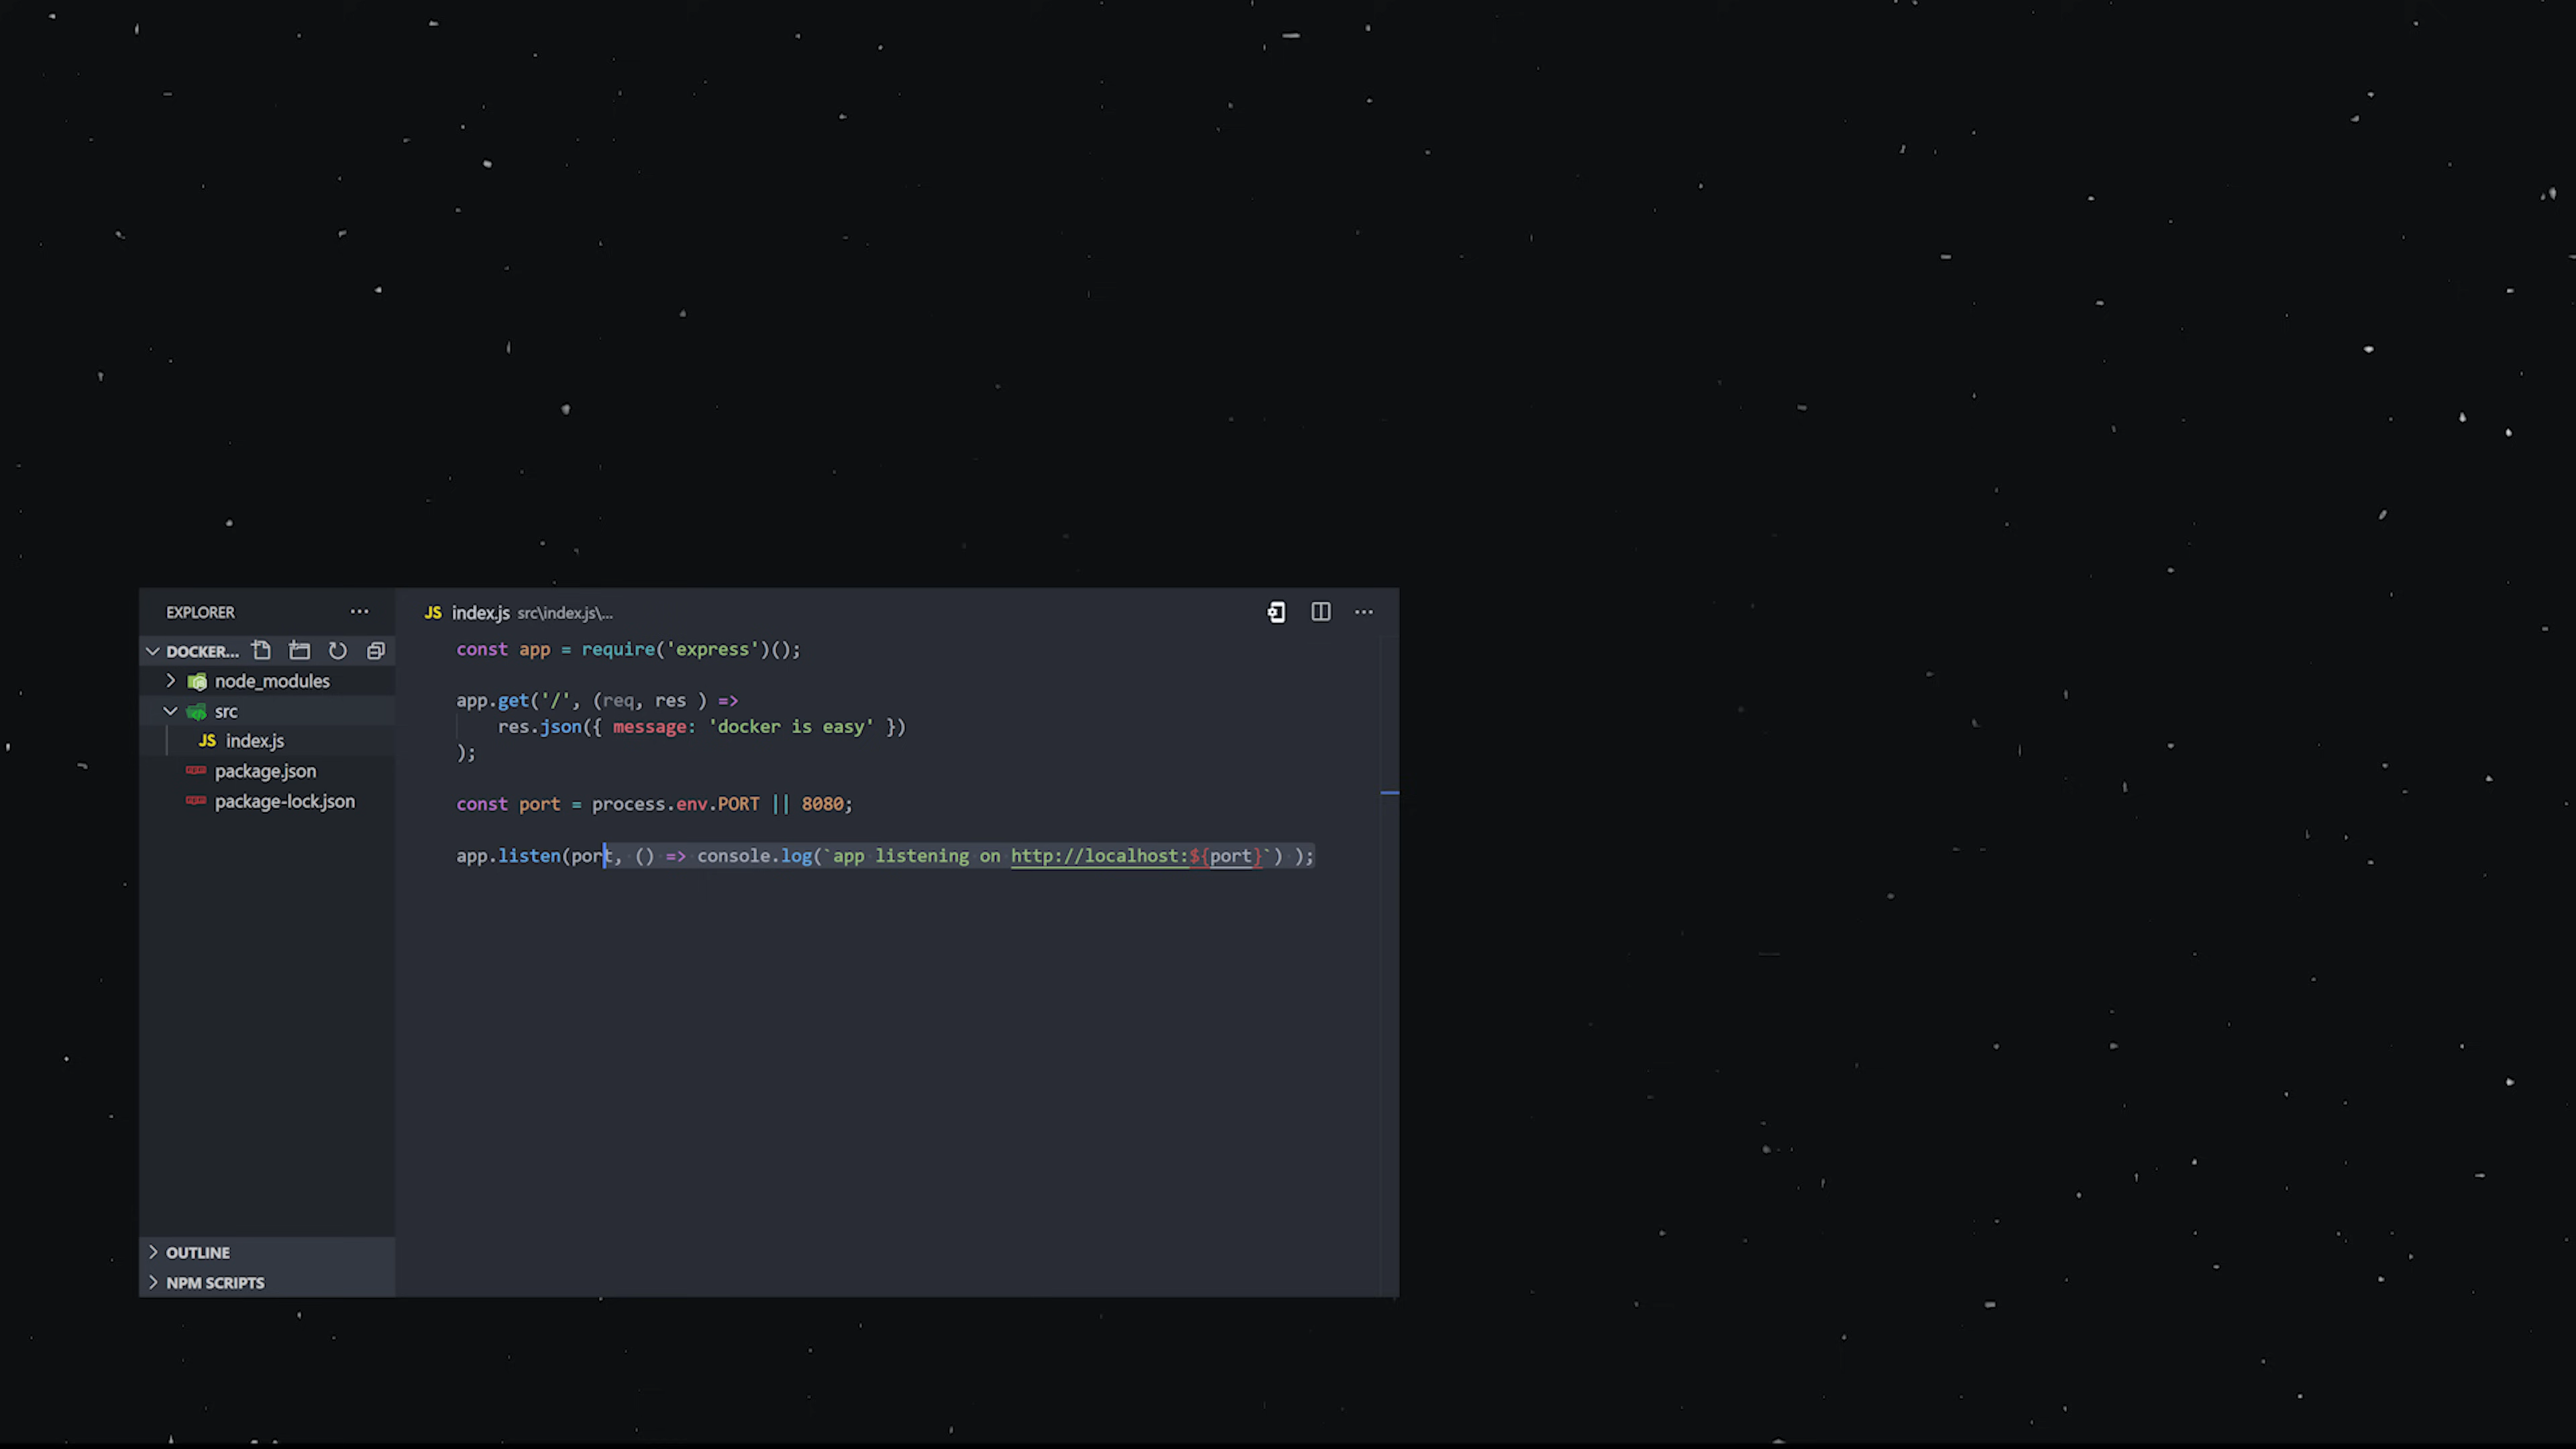 EXPLORER
DOCKER...
node_modules
src
JS index.js
package.json
package-lock.json
OUTLINE
NPM SCRIPTS
JS index.js src\index.js\...
const app = require('express')();
app.get('/', (req, res ) =>
res.json({ message: 'docker is easy' })
);
const port = process.env.PORT || 8080;
app.listen(port, () => console.log(`app listening on http://localhost:${port}`) );